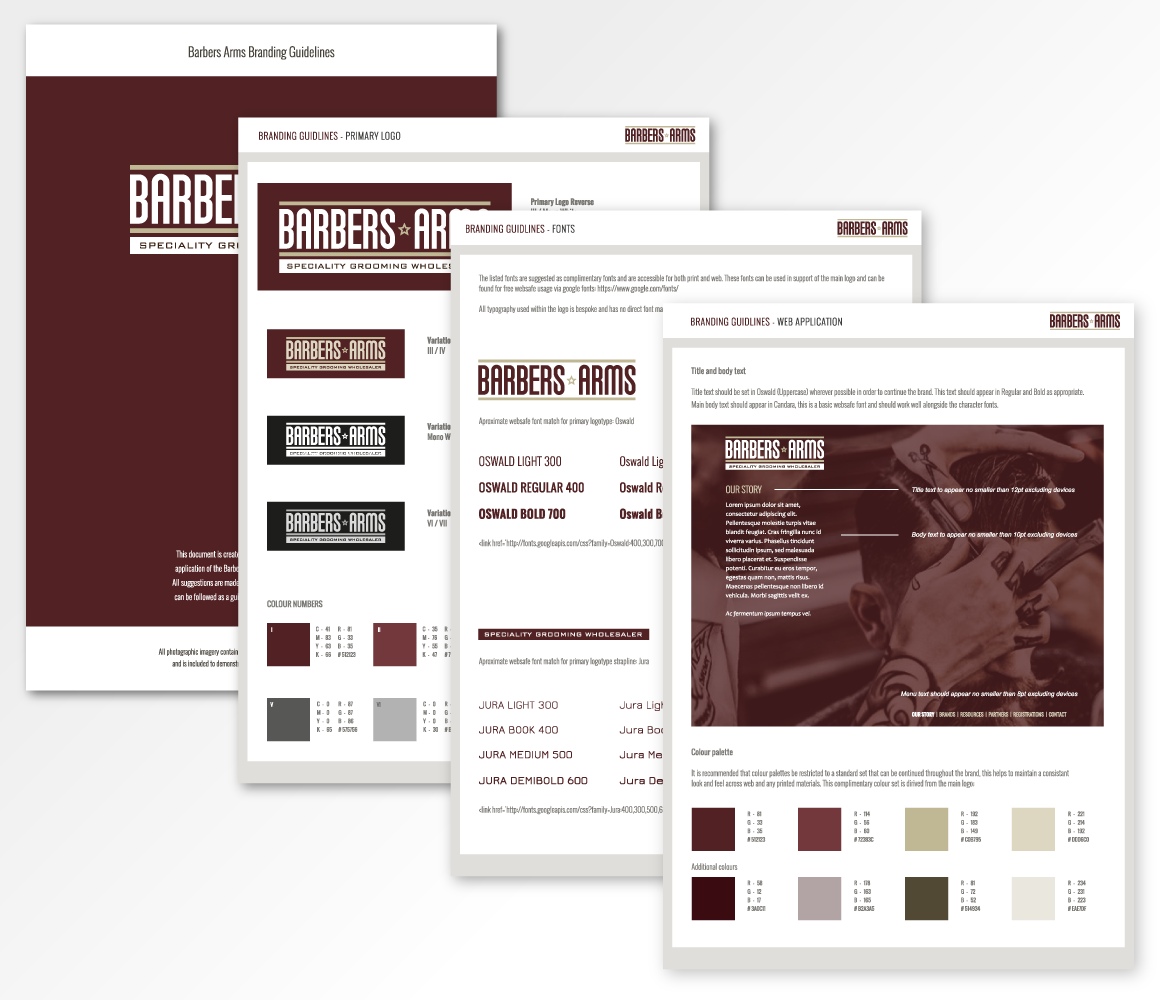 Barbers Arms Branding Guidelines
BARBE
SPECIALITY GRO
This document is create
application of the Barbe
All suggestions are made
can be followed as a gui
All photographic imagery contain
and is included to demonstr
BRANDING GUIDLINES - PRIMARY LOGO
BARBERS ARMS
BARBERS AR
SPECIALITY GROOMING WHOLES
Primary Logo Reverse
BARBERS ARMS
SPECIALITY GROOMING WHOLESALER
Variatio
III / IV
BARBERS ARMS
SPECIALITY GROOMING WHOLESALER
Variatio
Mono W
BARBERS ARMS
SPECIALITY GROOMING WHOLESALER
Variatio
VI / VII
COLOUR NUMBERS
I
C - 41 R - 81
M - 83 G - 33
Y - 63 B - 35
K - 66 #512123
II
C - 35 R
M - 76 G
Y - 55 B
K - 47 #7
V
C - 0 R - 87
M - 0 G - 87
Y - 0 B - 86
K - 65 #575756
VI
C - 0
M - 0
Y - 0
K - 39
BRANDING GUIDLINES - FONTS
BARBERS ARMS
The listed fonts are suggested as complimentary fonts and are accessible for both print and web. These fonts can be used in support of the main logo and can be
found for free websafe usage via google fonts: https://www.google.com/fonts/
All typography used within the logo is bespoke and has no direct font ma
BARBERS ARMS
Aproximate websafe font match for primary logotype: Oswald
OSWALD LIGHT 300 Oswald Lig
OSWALD REGULAR 400 Oswald R
OSWALD BOLD 700 Oswald B
<link href='http://fonts.googleapis.com/css?family=Oswald:400,300,700
SPECIALITY GROOMING WHOLESALER
Aproximate websafe font match for primary logotype strapline: Jura
JURA LIGHT 300 Jura Ligh
JURA BOOK 400 Jura Boo
JURA MEDIUM 500 Jura Me
JURA DEMIBOLD 600 Jura De
<link href='http://fonts.googleapis.com/css?family=Jura:400,300,500,6
BRANDING GUIDLINES - WEB APPLICATION
BARBERS ARMS
Title and body text
Title text should be set in Oswald (Uppercase) wherever possible in order to continue the brand. This text should appear in Regular and Bold as appropriate.
Main body text should appear in Candara, this is a basic websafe font and should work well alongside the character fonts.
BARBERS ARMS
SPECIALITY GROOMING WHOLESALER
OUR STORY
Title text to appear no smaller than 12pt excluding devices
Lorem ipsum dolor sit amet,
consectetur adipiscing elit.
Pellentesque molestie turpis vitae
blandit feugiat. Cras fringilla nunc id
viverra varius. Phasellus tincidunt
sollicitudin ipsum, sed malesuada
libero placerat et. Suspendisse
potenti. Curabitur eu eros tempor,
egestas quam non, mattis risus.
Maecenas pellentesque non libero id
vehicula. Morbi sagittis velit ex.
Body text to appear no smaller than 10pt excluding devices
Ac fermentum ipsum tempus vel.
Menu text should appear no smaller than 8pt excluding devices
OUR STORY | BRANDS | RESOURCES | PARTNERS | REGISTRATIONS | CONTACT
Colour palette
It is recommended that colour palettes be restricted to a standard set that can be continued throughout the brand, this helps to maintain a consistant
look and feel across web and any printed materials. This complimentary colour set is dirived from the main logo:
R - 81
G - 33
B - 35
# 512123
R - 114
G - 56
B - 60
# 72383C
R - 192
G - 183
B - 149
# C0B795
R - 221
G - 214
B - 192
# DDD6C0
Additional colours
R - 58
G - 12
B - 17
# 3A0C11
R - 178
G - 163
B - 165
# B2A3A5
R - 81
G - 72
B - 52
# 514834
R - 234
G - 231
B - 223
# EAE7DF